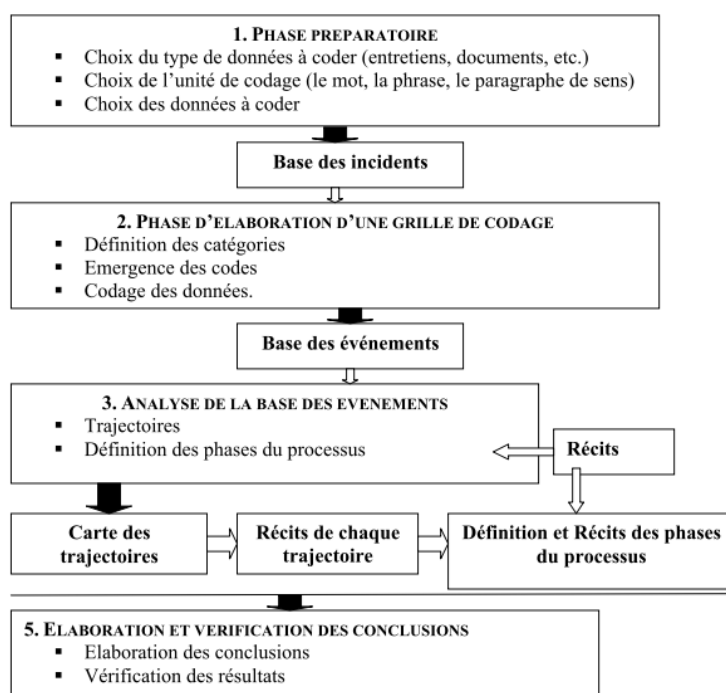 1. PHASE PREPARATOIRE
▪ Choix du type de données à coder (entretiens, documents, etc.)
▪ Choix de l’unité de codage (le mot, la phrase, le paragraphe de sens)
▪ Choix des données à coder
Base des incidents
2. PHASE D’ELABORATION D’UNE GRILLE DE CODAGE
▪ Définition des catégories
▪ Emergence des codes
▪ Codage des données.
Base des événements
3. ANALYSE DE LA BASE DES EVENEMENTS
▪ Trajectoires
▪ Définition des phases du processus
Récits
Carte des
trajectoires
Récits de chaque
trajectoire
Définition et Récits des phases
du processus
5. ELABORATION ET VERIFICATION DES CONCLUSIONS
▪ Elaboration des conclusions
▪ Vérification des résultats